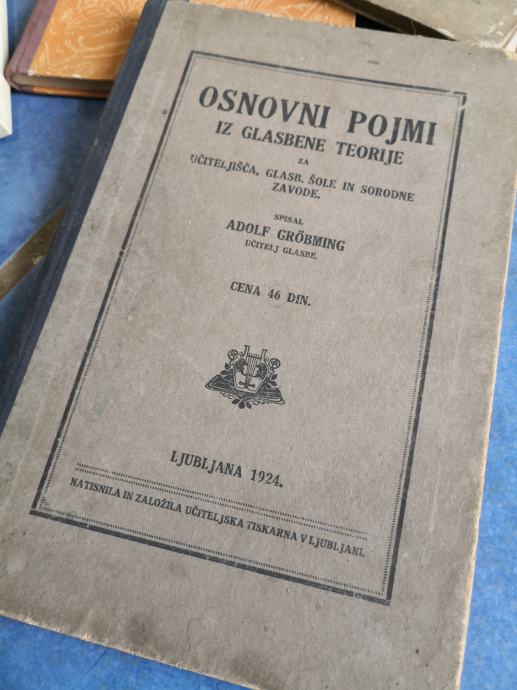 OSNOVNI POJMI
IZ GLASBENE TEORIJE
ZA
UČITELJIŠČA, GLASB. ŠOLE IN SORODNE
ZAVODE.
SPISAL
ADOLF GRÖBMING
UČITELJ GLASBE.
CENA 46 DIN.
LJUBLJANA 1924.
NATISNILA IN ZALOŽILA UČITELJSKA TISKARNA V LJUBLJANI.